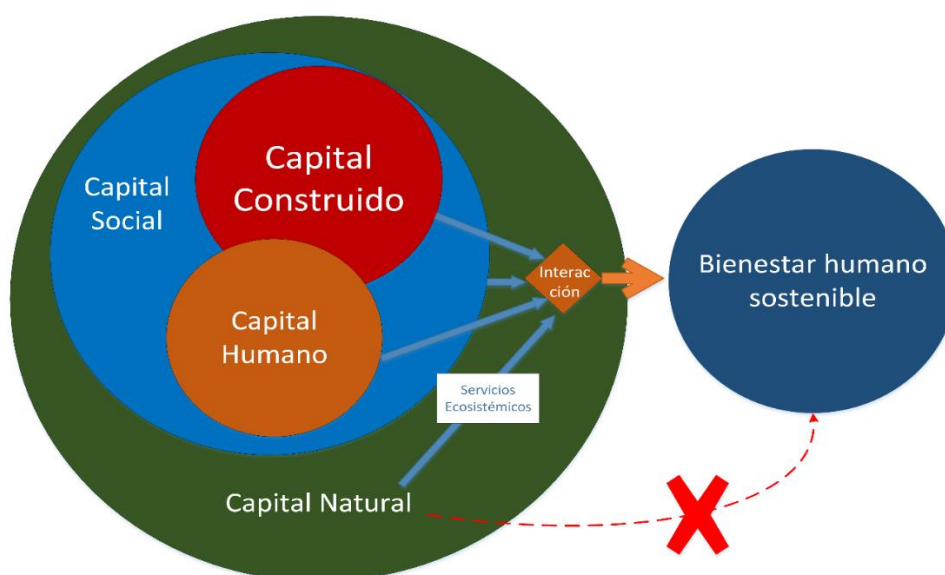 Capital
Construido
Capital
Social
Interac
ción
Bienestar humano
sostenible
Capital
Humano
Servicios
Ecosistémicos
Capital Natural